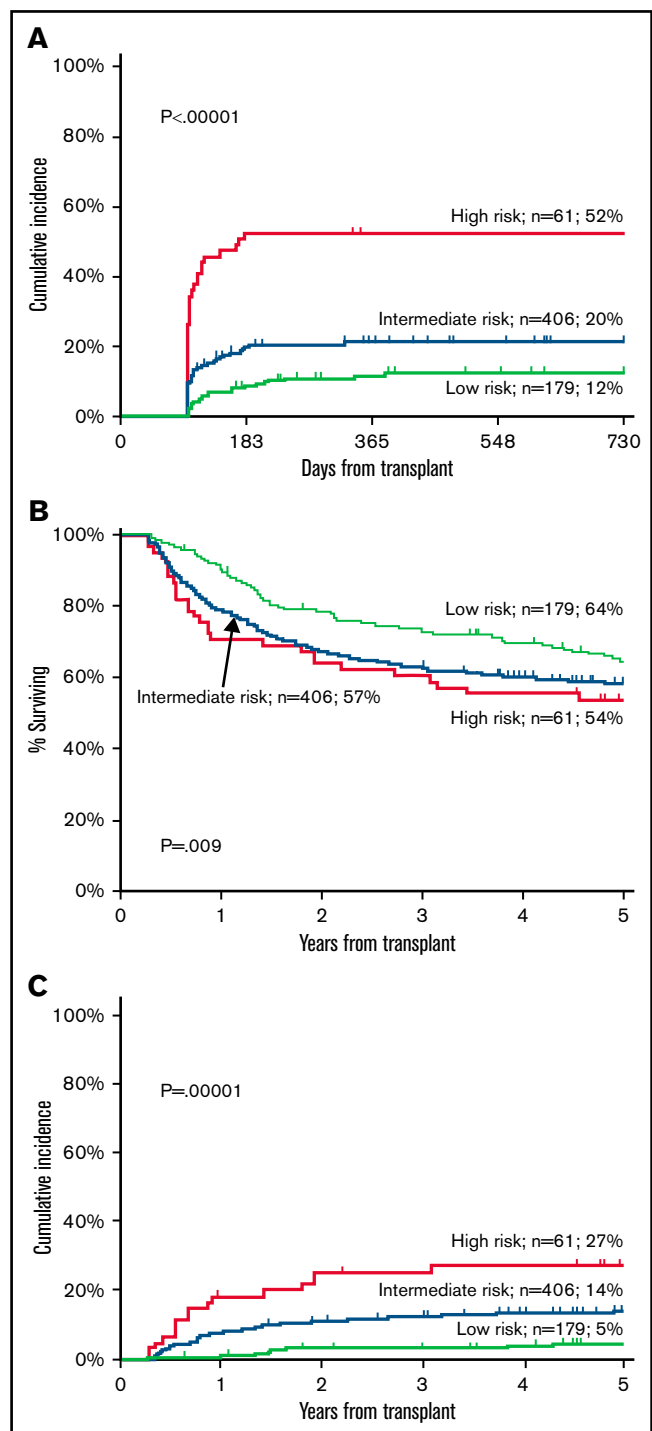 A
100%
80%
60%
40%
20%
0%
Cumulative incidence
P<.00001
High risk; n=61; 52%
Intermediate risk; n=406; 20%
Low risk; n=179; 12%
0 183 365 548 730
Days from transplant
B
100%
80%
60%
40%
20%
0%
% Surviving
Low risk; n=179; 64%
Intermediate risk; n=406; 57%
High risk; n=61; 54%
P=.009
0 1 2 3 4 5
Years from transplant
C
100%
80%
60%
40%
20%
0%
Cumulative incidence
P=.00001
High risk; n=61; 27%
Intermediate risk; n=406; 14%
Low risk; n=179; 5%
0 1 2 3 4 5
Years from transplant